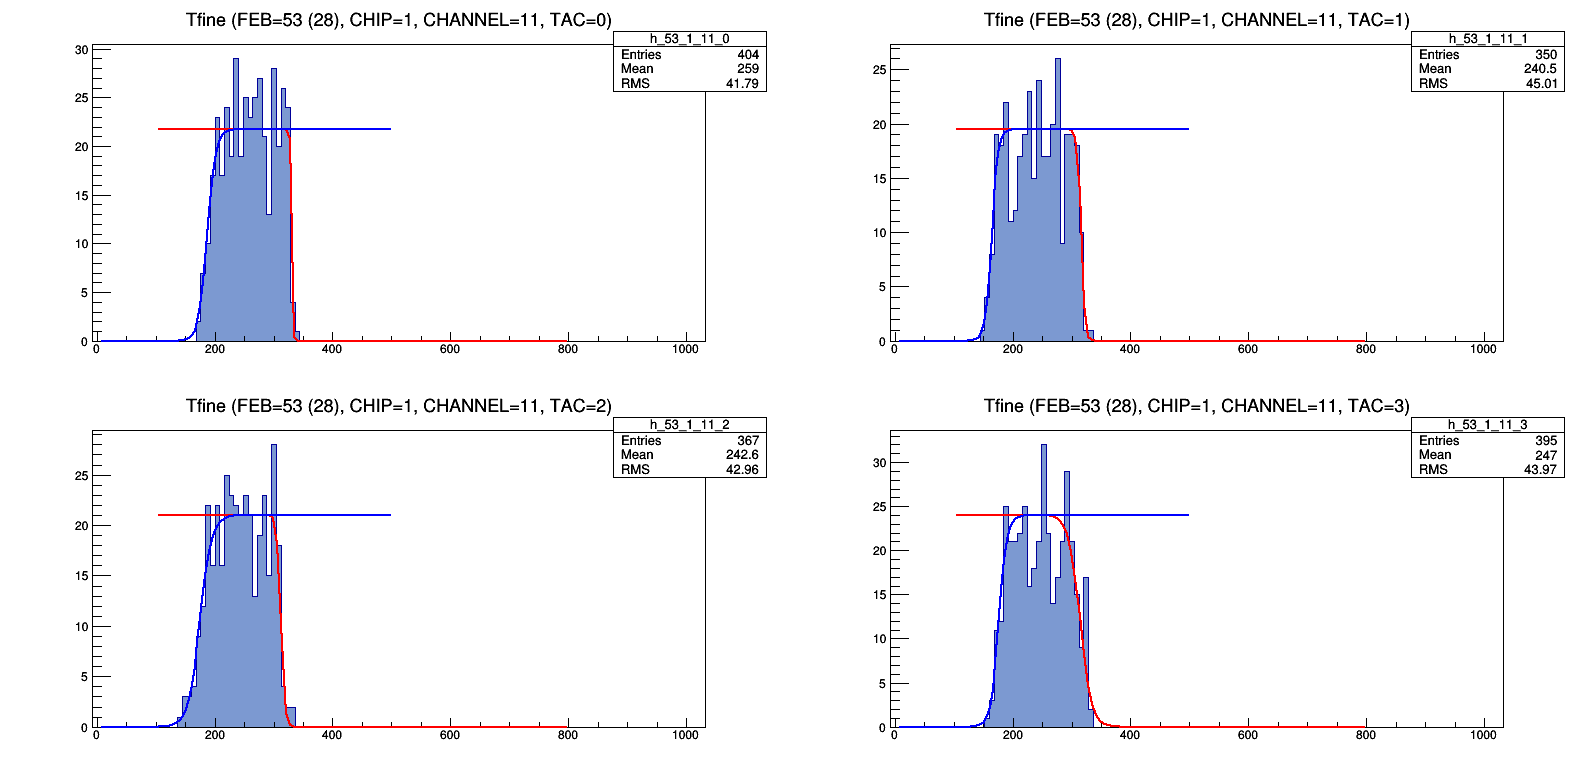 Tfine (FEB=53 (28), CHIP=1, CHANNEL=11, TAC=0)
h_53_1_11_0
Entries 404
Mean 259
RMS 41.79
30
25
20
15
10
5
0
0 200 400 600 800 1000
Tfine (FEB=53 (28), CHIP=1, CHANNEL=11, TAC=1)
h_53_1_11_1
Entries 350
Mean 240.5
RMS 45.01
25
20
15
10
5
0
0 200 400 600 800 1000
Tfine (FEB=53 (28), CHIP=1, CHANNEL=11, TAC=2)
h_53_1_11_2
Entries 367
Mean 242.6
RMS 42.96
25
20
15
10
5
0
0 200 400 600 800 1000
Tfine (FEB=53 (28), CHIP=1, CHANNEL=11, TAC=3)
h_53_1_11_3
Entries 395
Mean 247
RMS 43.97
30
25
20
15
10
5
0
0 200 400 600 800 1000